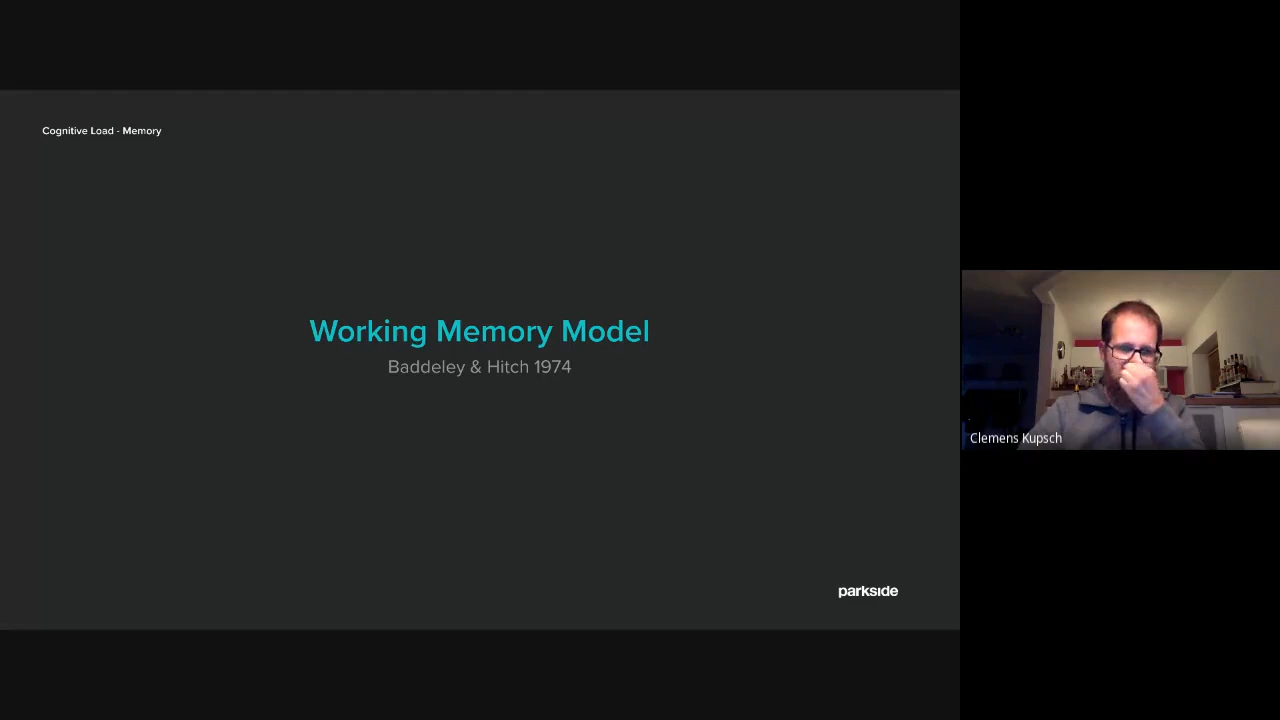 Cognitive Load - Memory
Working Memory Model
Baddeley & Hitch 1974
Clemens Kupsch
parkside